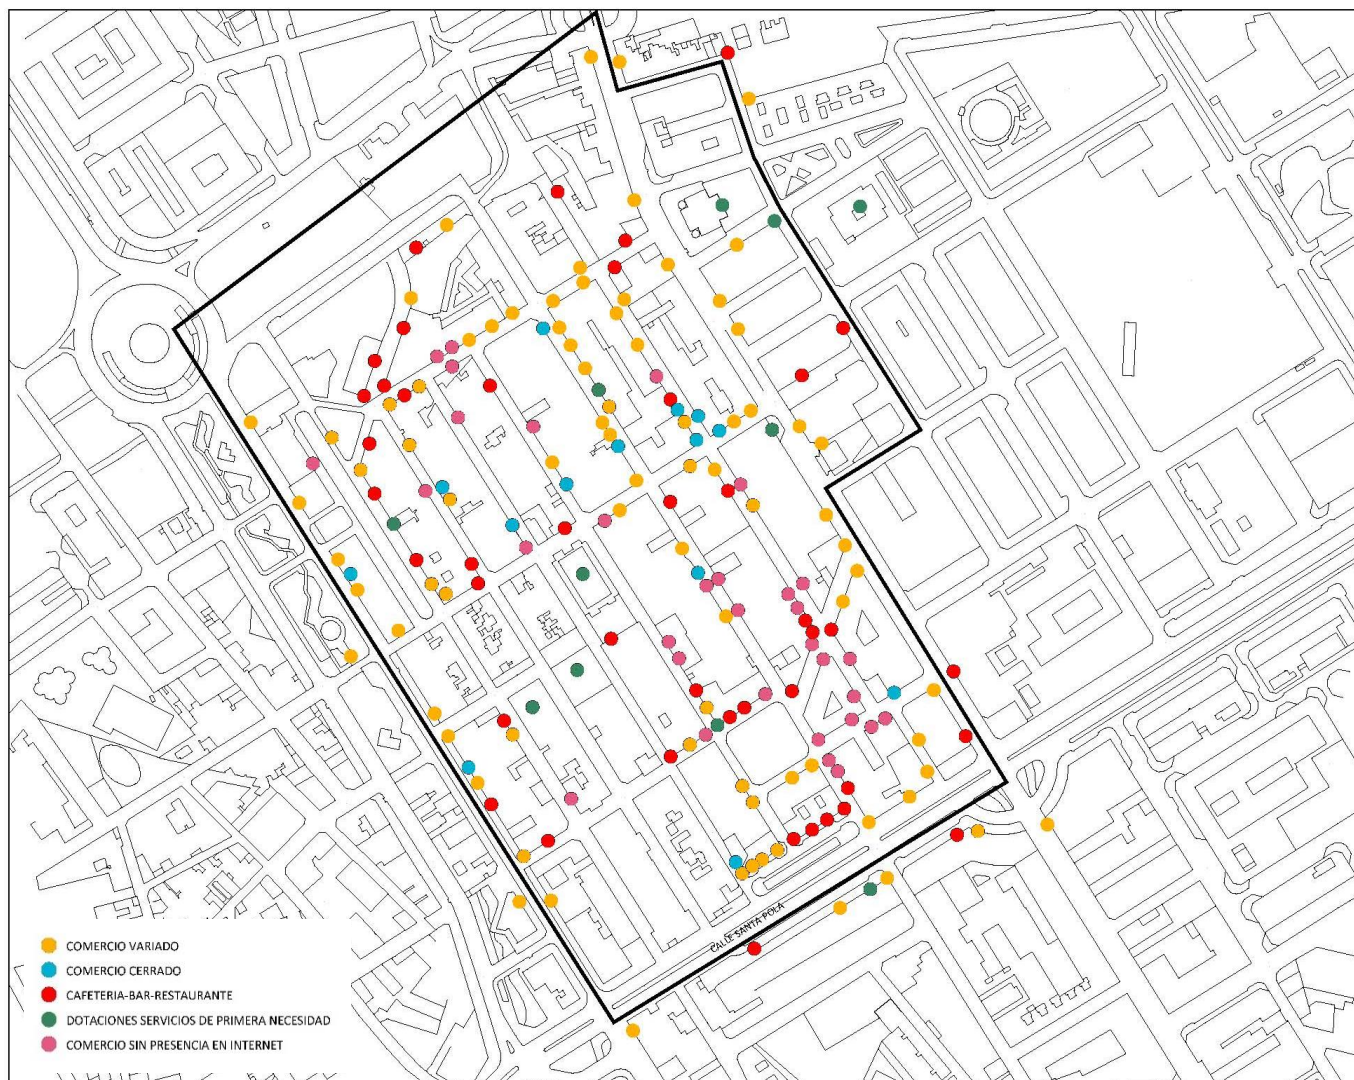 CALLE SANTA POLA
COMERCIO VARIADO
COMERCIO CERRADO
CAFETERIA-BAR-RESTAURANTE
DOTACIONES SERVICIOS DE PRIMERA NECESIDAD
COMERCIO SIN PRESENCIA EN INTERNET